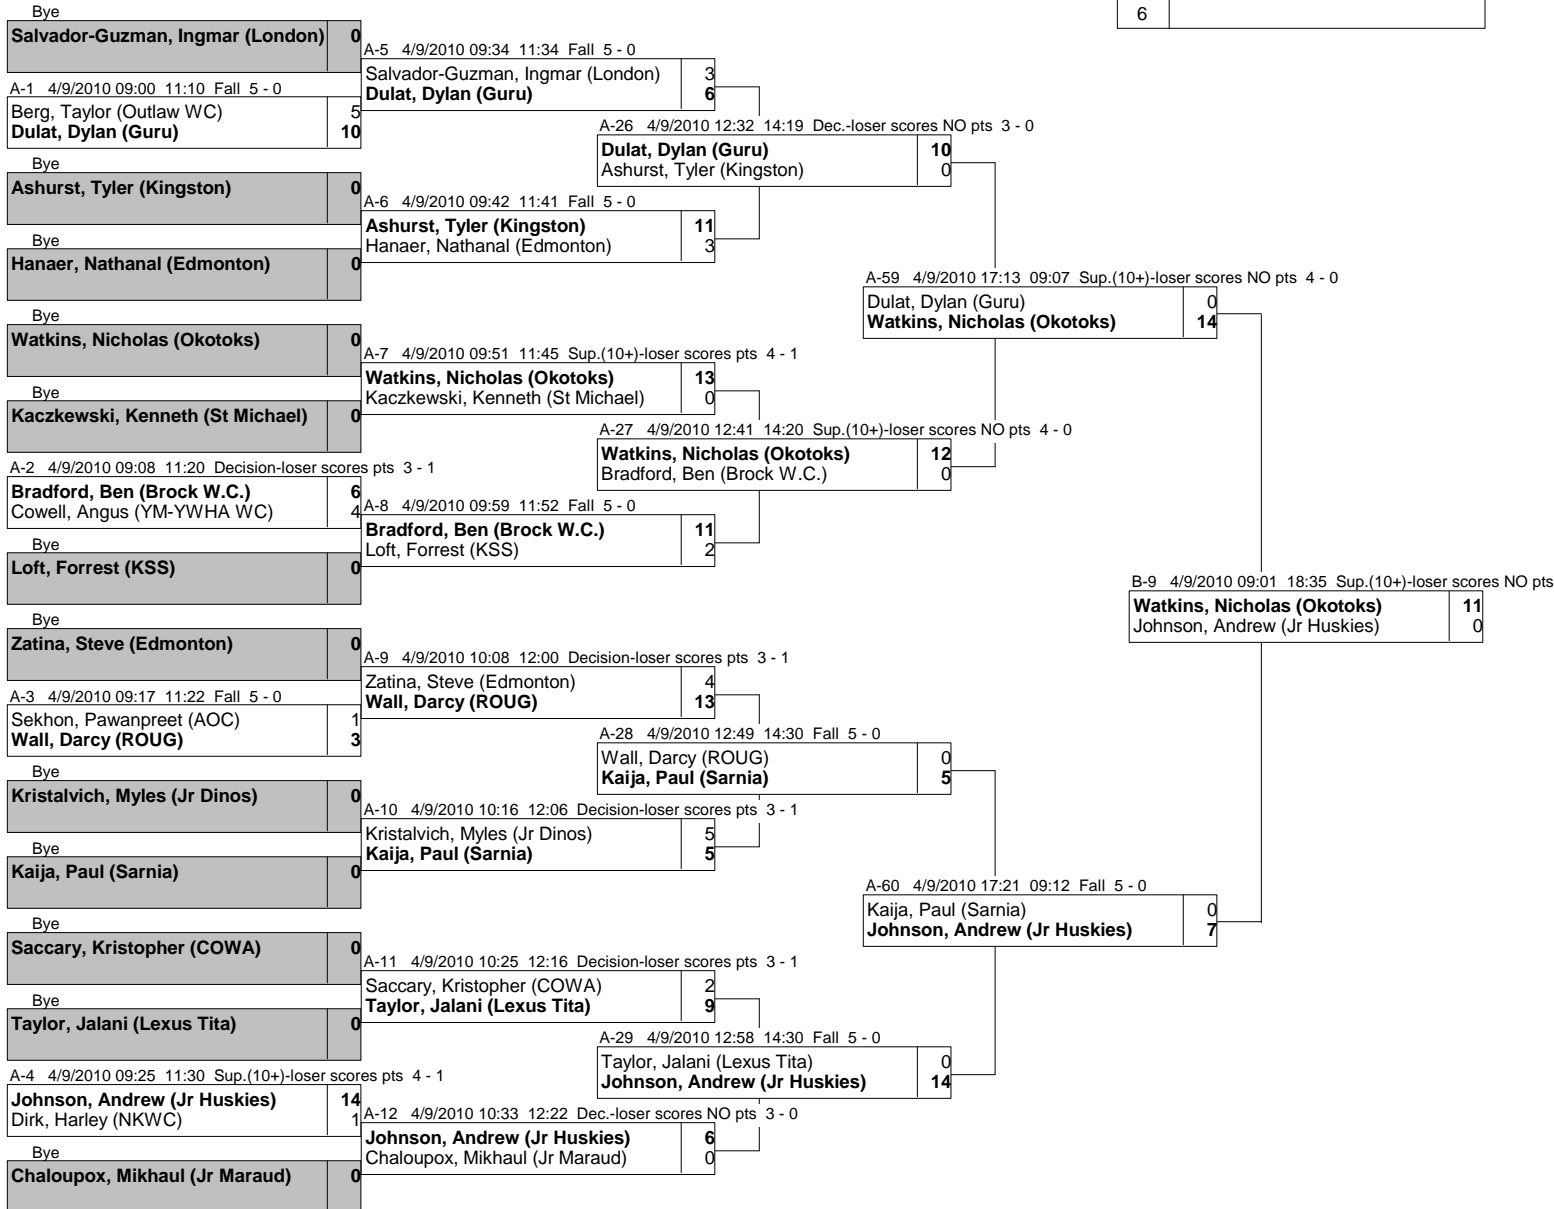 6
Bye
Salvador-Guzman, Ingmar (London) 0
A-1 4/9/2010 09:00 11:10 Fall 5 - 0
Berg, Taylor (Outlaw WC) 5
Dulat, Dylan (Guru) 10
Bye
Ashurst, Tyler (Kingston) 0
Bye
Hanaer, Nathanal (Edmonton) 0
Bye
Watkins, Nicholas (Okotoks) 0
Bye
Kaczkewski, Kenneth (St Michael) 0
A-2 4/9/2010 09:08 11:20 Decision-loser scores pts 3 - 1
Bradford, Ben (Brock W.C.) 6
Cowell, Angus (YM-YWHA WC) 4
Bye
Loft, Forrest (KSS) 0
Bye
Zatina, Steve (Edmonton) 0
A-3 4/9/2010 09:17 11:22 Fall 5 - 0
Sekhon, Pawanpreet (AOC) 1
Wall, Darcy (ROUG) 3
Bye
Kristalvich, Myles (Jr Dinos) 0
Bye
Kaija, Paul (Sarnia) 0
Bye
Saccary, Kristopher (COWA) 0
Bye
Taylor, Jalani (Lexus Tita) 0
A-4 4/9/2010 09:25 11:30 Sup.(10+)-loser scores pts 4 - 1
Johnson, Andrew (Jr Huskies) 14
Dirk, Harley (NKWC) 1
Bye
Chaloupox, Mikhaul (Jr Maraud) 0
A-5 4/9/2010 09:34 11:34 Fall 5 - 0
Salvador-Guzman, Ingmar (London) 3
Dulat, Dylan (Guru) 6
A-6 4/9/2010 09:42 11:41 Fall 5 - 0
Ashurst, Tyler (Kingston) 11
Hanaer, Nathanal (Edmonton) 3
A-7 4/9/2010 09:51 11:45 Sup.(10+)-loser scores pts 4 - 1
Watkins, Nicholas (Okotoks) 13
Kaczkewski, Kenneth (St Michael) 0
A-8 4/9/2010 09:59 11:52 Fall 5 - 0
Bradford, Ben (Brock W.C.) 11
Loft, Forrest (KSS) 2
A-9 4/9/2010 10:08 12:00 Decision-loser scores pts 3 - 1
Zatina, Steve (Edmonton) 4
Wall, Darcy (ROUG) 13
A-10 4/9/2010 10:16 12:06 Decision-loser scores pts 3 - 1
Kristalvich, Myles (Jr Dinos) 5
Kaija, Paul (Sarnia) 5
A-11 4/9/2010 10:25 12:16 Decision-loser scores pts 3 - 1
Saccary, Kristopher (COWA) 2
Taylor, Jalani (Lexus Tita) 9
A-12 4/9/2010 10:33 12:22 Dec.-loser scores NO pts 3 - 0
Johnson, Andrew (Jr Huskies) 6
Chaloupox, Mikhaul (Jr Maraud) 0
A-26 4/9/2010 12:32 14:19 Dec.-loser scores NO pts 3 - 0
Dulat, Dylan (Guru) 10
Ashurst, Tyler (Kingston) 0
A-27 4/9/2010 12:41 14:20 Sup.(10+)-loser scores NO pts 4 - 0
Watkins, Nicholas (Okotoks) 12
Bradford, Ben (Brock W.C.) 0
A-28 4/9/2010 12:49 14:30 Fall 5 - 0
Wall, Darcy (ROUG) 0
Kaija, Paul (Sarnia) 5
A-29 4/9/2010 12:58 14:30 Fall 5 - 0
Taylor, Jalani (Lexus Tita) 0
Johnson, Andrew (Jr Huskies) 14
A-59 4/9/2010 17:13 09:07 Sup.(10+)-loser scores NO pts 4 - 0
Dulat, Dylan (Guru) 0
Watkins, Nicholas (Okotoks) 14
A-60 4/9/2010 17:21 09:12 Fall 5 - 0
Kaija, Paul (Sarnia) 0
Johnson, Andrew (Jr Huskies) 7
B-9 4/9/2010 09:01 18:35 Sup.(10+)-loser scores NO pts
Watkins, Nicholas (Okotoks) 11
Johnson, Andrew (Jr Huskies) 0